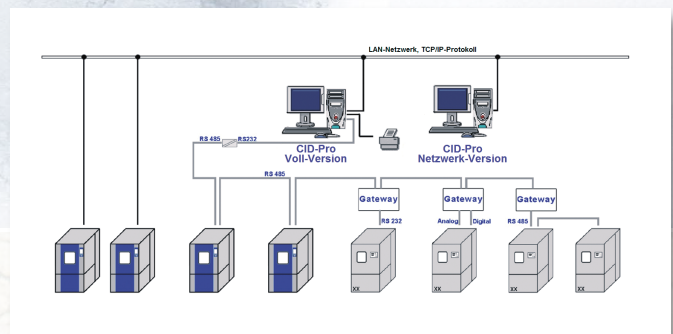 LAN-Netzwerk, TCP/IP-Protokoll
RS 485
RS232
CID-Pro
Voll-Version
CID-Pro
Netzwerk-Version
RS 485
Gateway
Gateway
Gateway
RS 232
Analog
Digital
RS 485
XX
XX
XX
XX